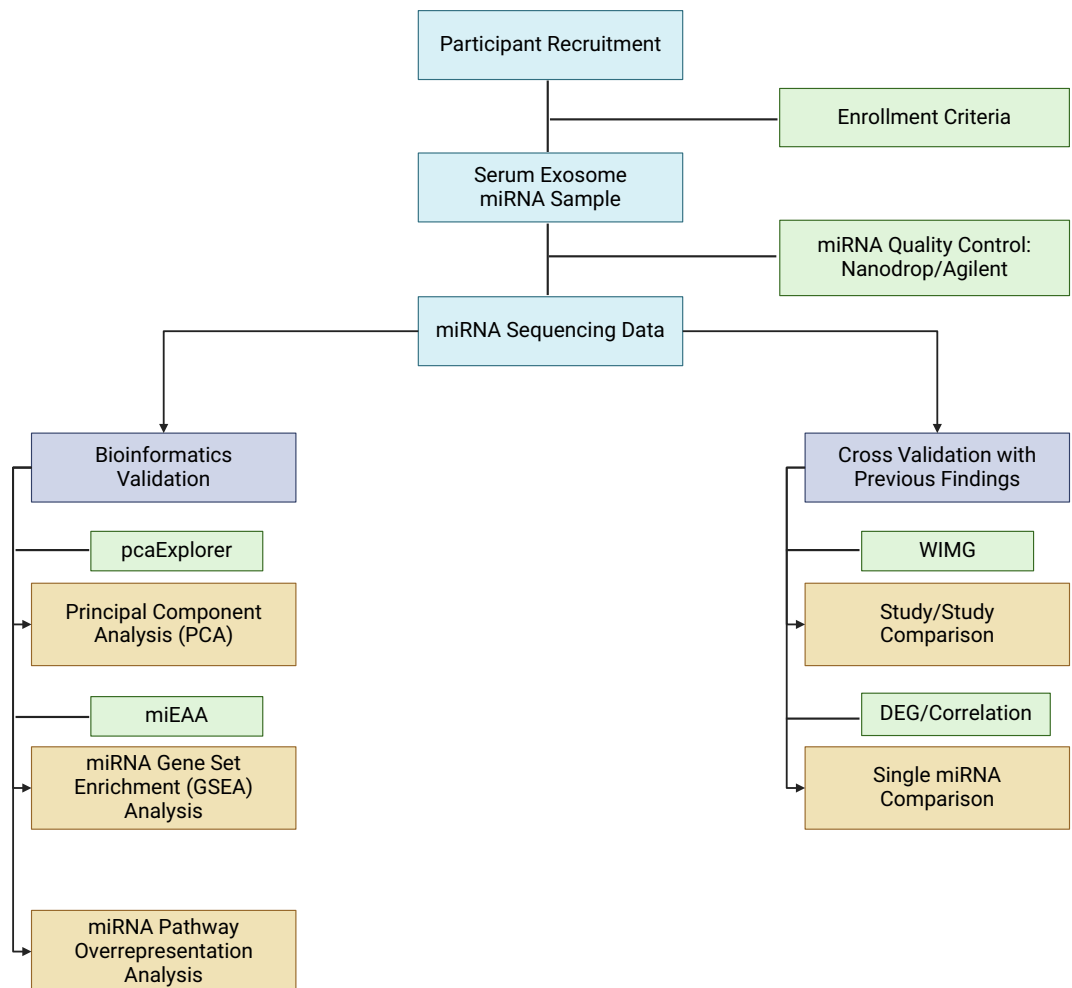 Participant Recruitment
Enrollment Criteria
Serum Exosome
miRNA Sample
miRNA Quality Control:
Nanodrop/Agilent
miRNA Sequencing Data
Bioinformatics
Validation
pcaExplorer
Principal Component
Analysis (PCA)
miEAA
miRNA Gene Set
Enrichment (GSEA)
Analysis
miRNA Pathway
Overrepresentation
Analysis
Cross Validation with
Previous Findings
WIMG
Study/Study
Comparison
DEG/Correlation
Single miRNA
Comparison